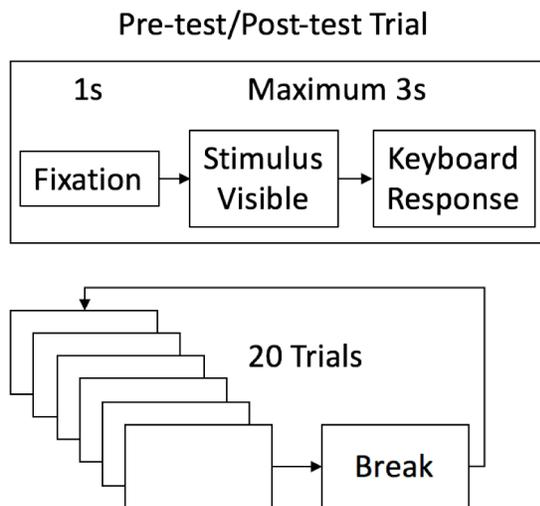 Pre-test/Post-test Trial
1s Maximum 3s
Fixation
Stimulus
Visible
Keyboard
Response
20 Trials
Break